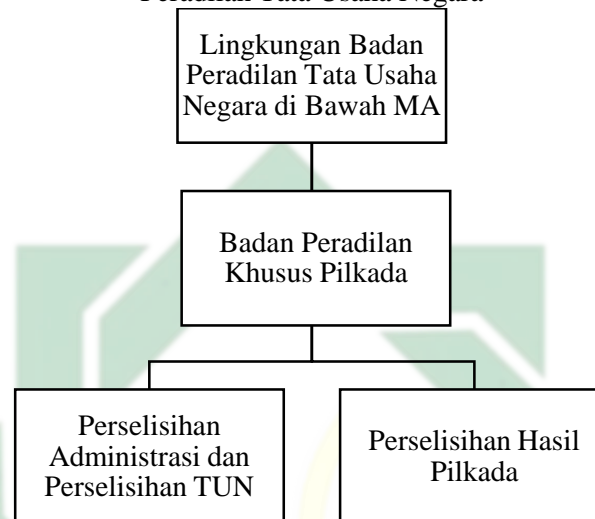 Peradilan Tata Usaha Negara
Lingkungan Badan
Peradilan Tata Usaha
Negara di Bawah MA
Badan Peradilan
Khusus Pilkada
Perselisihan
Administrasi dan
Perselisihan TUN
Perselisihan Hasil
Pilkada